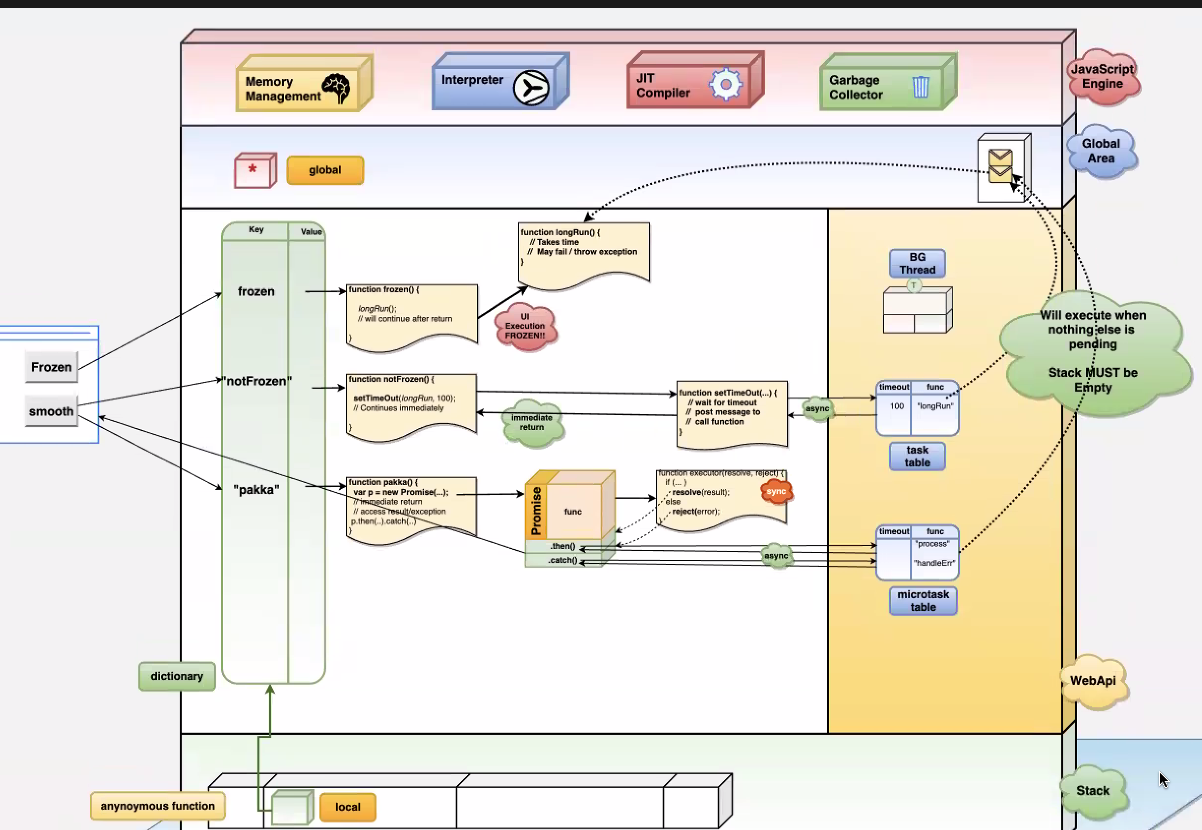 Memory
Management
Interpreter
JIT
Compiler
Garbage
Collector
JavaScript
Engine
*
global
Global
Area
Key
Value
function longRun() {
// Takes time
// May fail / throw exception
}
BG
Thread
T
frozen
function frozen() {
longRun();
// will continue after return
}
UI
Execution
FROZEN!!
Will execute when
nothing else is
pending
Stack MUST be
Empty
Frozen
smooth
"notFrozen"
function notFrozen() {
setTimeOut(longRun, 100);
// Continues immediately
}
immediate
return
function setTimeOut(...) {
// wait for timeout
// post message to
// call function
}
async
timeout
func
100
"longRun"
task
table
"pakka"
function pakka() {
var p = new Promise(...);
// immediate return
// access result/exception
p.then(..).catch(..)
}
Promise
func
.then()
.catch()
function executor(resolve, reject) {
if (... )
resolve(result);
else
reject(error);
}
sync
async
timeout
func
"process"
"handleErr"
microtask
table
dictionary
WebApi
anynoymous function
local
Stack